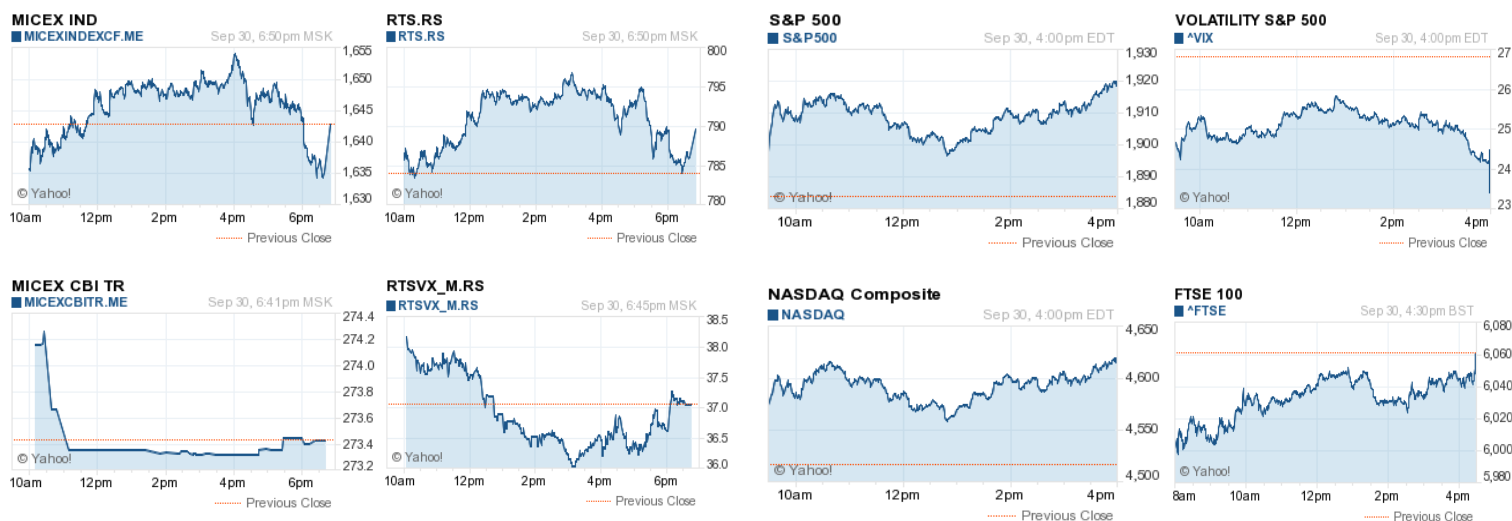 MICEX IND
MICEXINDEXCF.ME Sep 30, 6:50pm MSK
1,655
1,650
1,645
1,640
1,635
1,630
© Yahoo!
10am 12pm 2pm 4pm 6pm
Previous Close
RTS.RS
RTS.RS Sep 30, 6:50pm MSK
800
795
790
785
780
© Yahoo!
10am 12pm 2pm 4pm 6pm
Previous Close
S&P 500
S&P500 Sep 30, 4:00pm EDT
1,930
1,920
1,910
1,900
1,890
1,880
© Yahoo!
10am 12pm 2pm 4pm
Previous Close
VOLATILITY S&P 500
^VIX Sep 30, 4:00pm EDT
27
26
25
24
23
© Yahoo!
10am 12pm 2pm 4pm
Previous Close
MICEX CBI TR
MICEXCBITR.ME Sep 30, 6:41pm MSK
274.4
274.2
274.0
273.8
273.6
273.4
273.2
© Yahoo!
10am 12pm 2pm 4pm 6pm
Previous Close
RTSVX_M.RS
RTSVX_M.RS Sep 30, 6:45pm MSK
38.5
38.0
37.5
37.0
36.5
36.0
© Yahoo!
10am 12pm 2pm 4pm 6pm
Previous Close
NASDAQ Composite
NASDAQ Sep 30, 4:00pm EDT
4,650
4,600
4,550
4,500
© Yahoo!
10am 12pm 2pm 4pm
Previous Close
FTSE 100
^FTSE Sep 30, 4:30pm BST
6,080
6,060
6,040
6,020
6,000
5,980
© Yahoo!
8am 10am 12pm 2pm 4pm
Previous Close